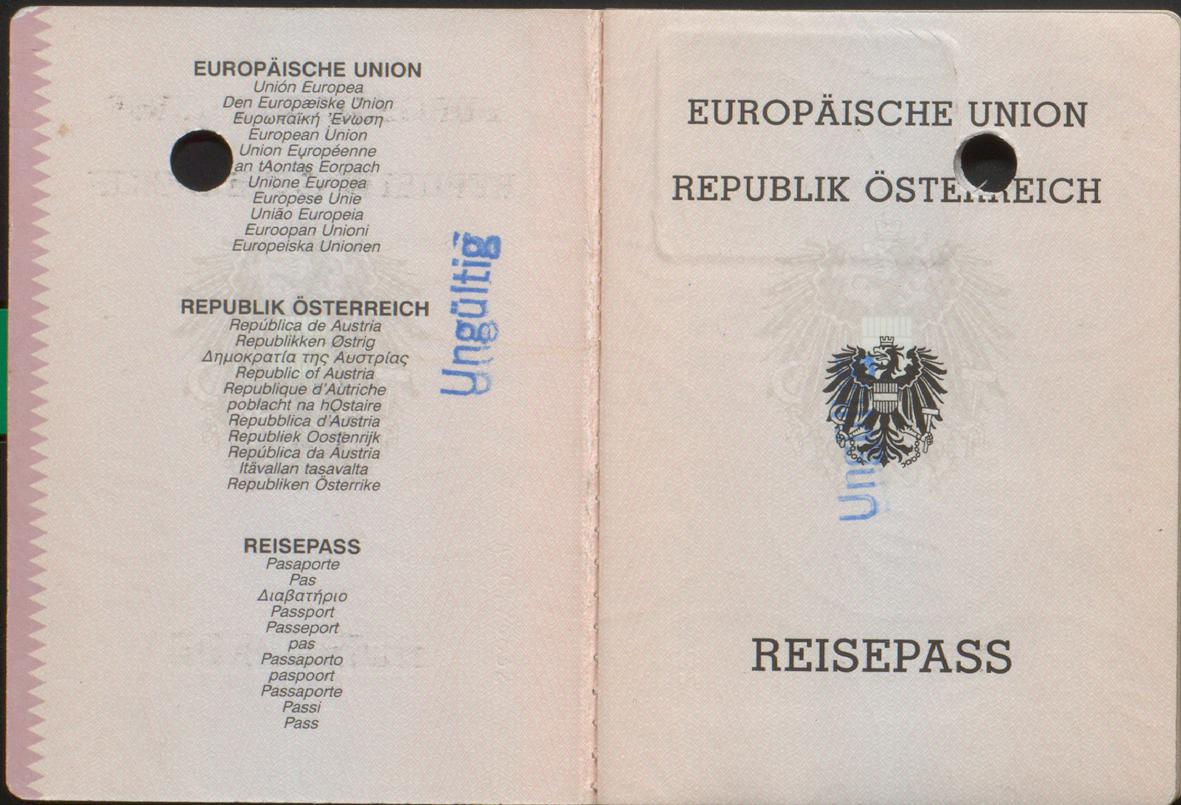 EUROPÄISCHE UNION
Unión Europea
Den Europæiske Union
Ευρωπαϊκή Ένωση
European Union
Union Européenne
an tAontas Eorpach
Unione Europea
Europese Unie
União Europeia
Euroopan Unioni
Europeiska Unionen
REPUBLIK ÖSTERREICH
República de Austria
Republikken Østrig
Δημοκρατία της Αυστρίας
Republic of Austria
Republique d'Autriche
poblacht na hOstaire
Repubblica d'Austria
Republiek Oostenrijk
República da Austria
Itävallan tasavalta
Republiken Österrike
REISEPASS
Pasaporte
Pas
Διαβατήριο
Passport
Passeport
pas
Passaporto
paspoort
Passaporte
Passi
Pass
Ungültig
EUROPÄISCHE UNION
REPUBLIK ÖSTERREICH
REISEPASS